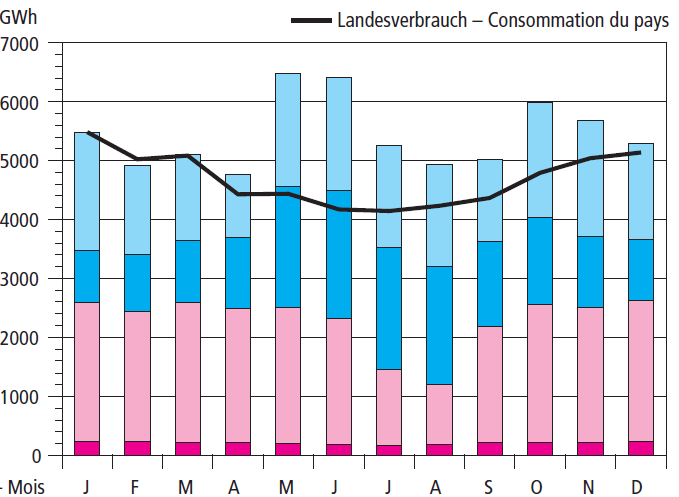 GWh
Landesverbrauch – Consommation du pays
7000
6000
5000
4000
3000
2000
1000
0
- Mois J F M A M J J A S O N D